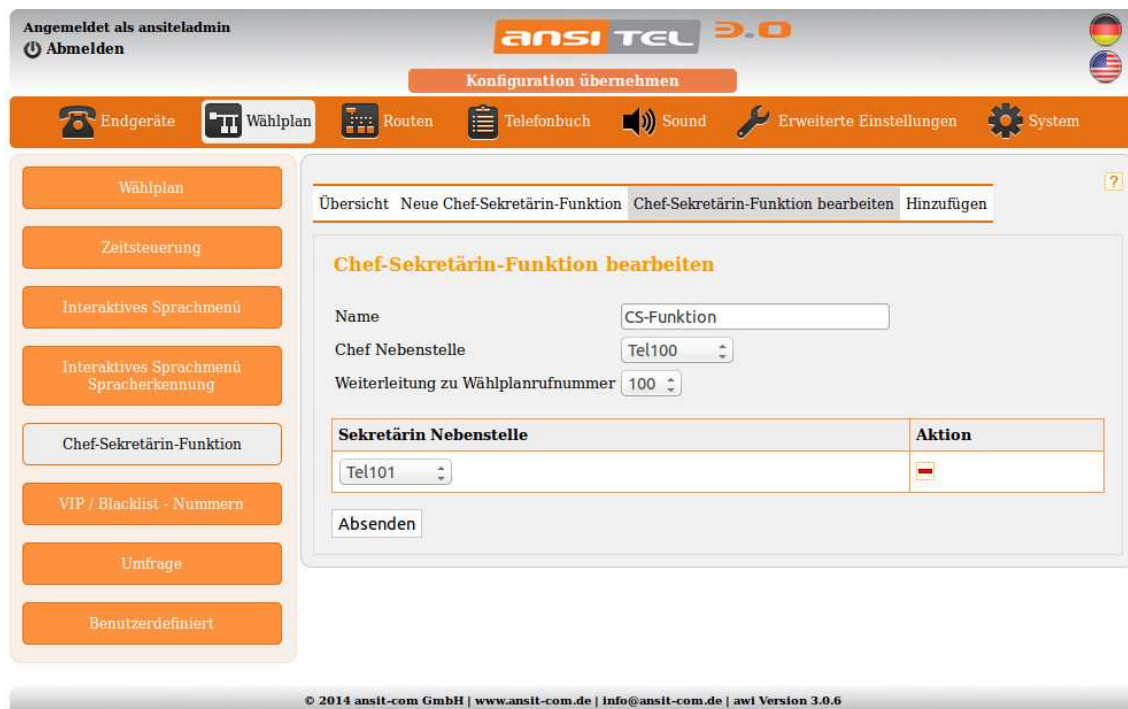 Angemeldet als ansiteladmin
Abmelden
ansi TEL 3.0
Konfiguration übernehmen
Endgeräte Wählplan Routen Telefonbuch Sound Erweiterte Einstellungen System
Wählplan
Zeitsteuerung
Interaktives Sprachmenü
Interaktives Sprachmenü
Spracherkennung
Chef-Sekretärin-Funktion
VIP / Blacklist - Nummern
Umfrage
Benutzerdefiniert
?
Übersicht Neue Chef-Sekretärin-Funktion Chef-Sekretärin-Funktion bearbeiten Hinzufügen
Chef-Sekretärin-Funktion bearbeiten
Name CS-Funktion
Chef Nebenstelle Tel100
Weiterleitung zu Wählplanrufnummer 100
Sekretärin Nebenstelle Aktion
Tel101
Absenden
© 2014 ansit-com GmbH | www.ansit-com.de | info@ansit-com.de | awi Version 3.0.6